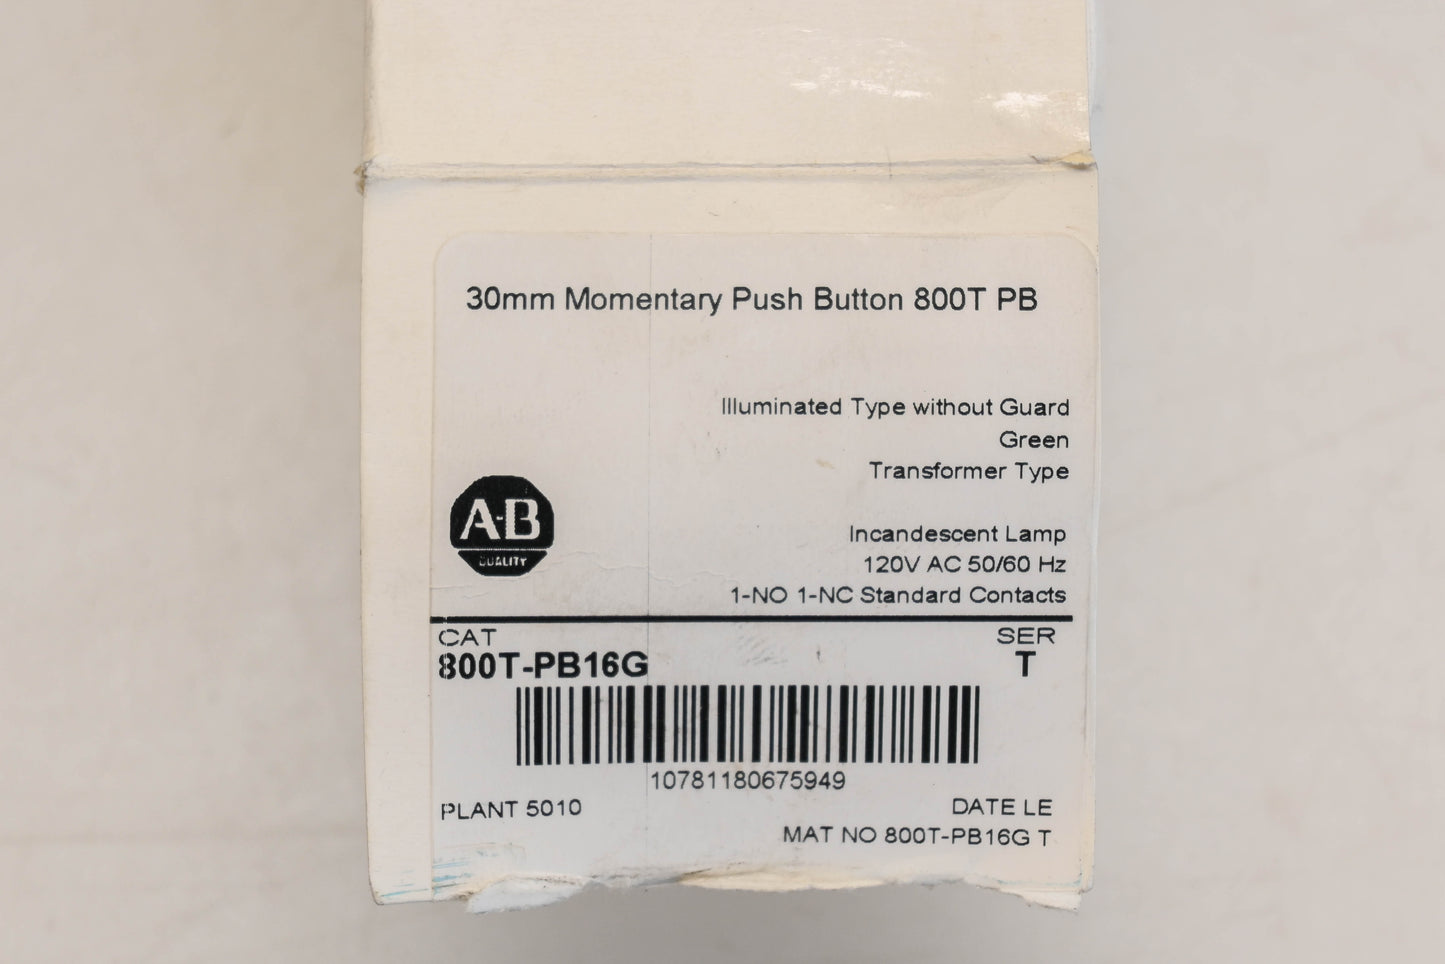 30mm Momentary Push Button 800T PB
Illuminated Type without Guard
Green
Transformer Type
A-B
QUALITY
Incandescent Lamp
120V AC 50/60 Hz
1-NO 1-NC Standard Contacts
CAT
SER
800T-PB16G
T
10781180675949
PLANT 5010
DATE LE
MAT NO 800T-PB16G T